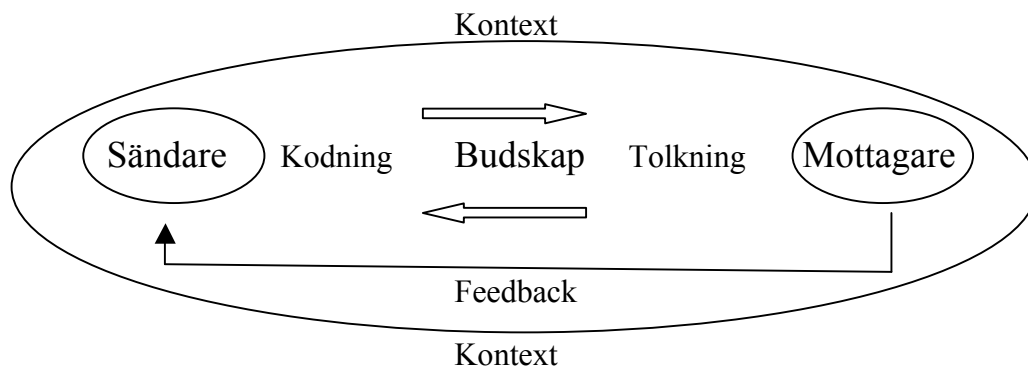 Kontext
Sändare Kodning Budskap Tolkning Mottagare
Feedback
Kontext